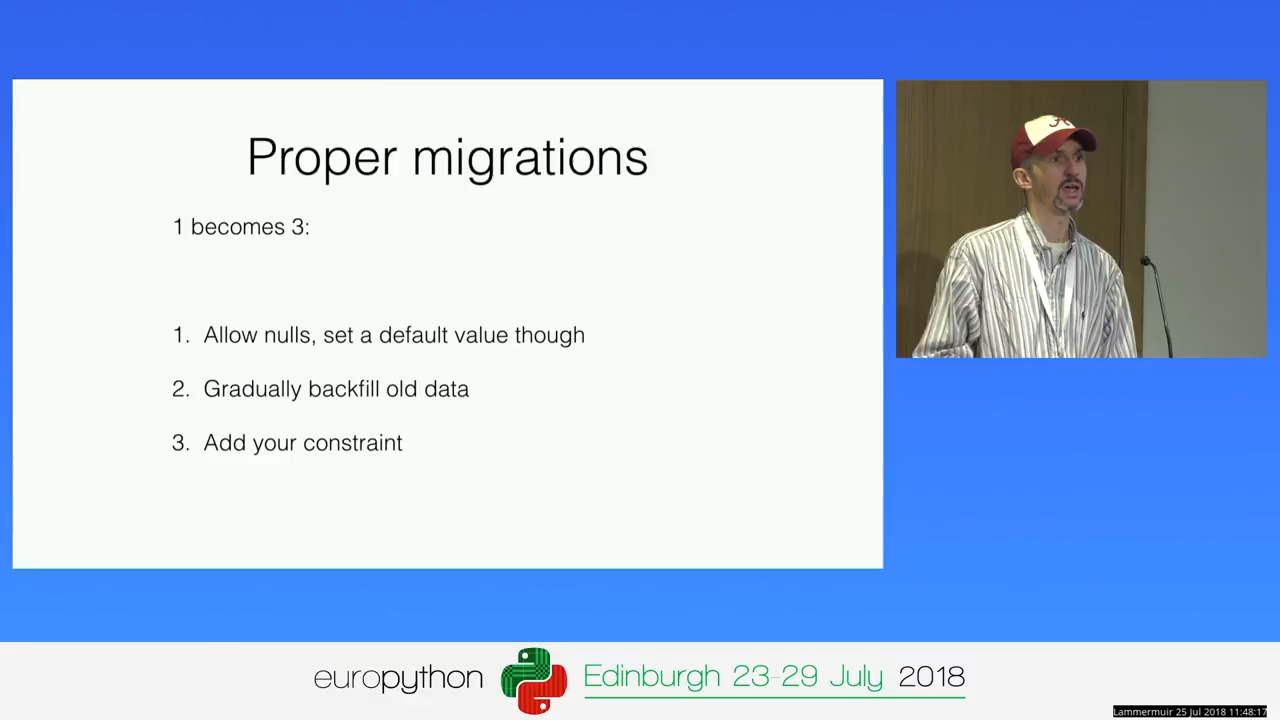 Proper migrations
1 becomes 3:
1. Allow nulls, set a default value though
2. Gradually backfill old data
3. Add your constraint
A
europython Edinburgh 23-29 July 2018
Lammermuir 25 Jul 2018 11:48:17